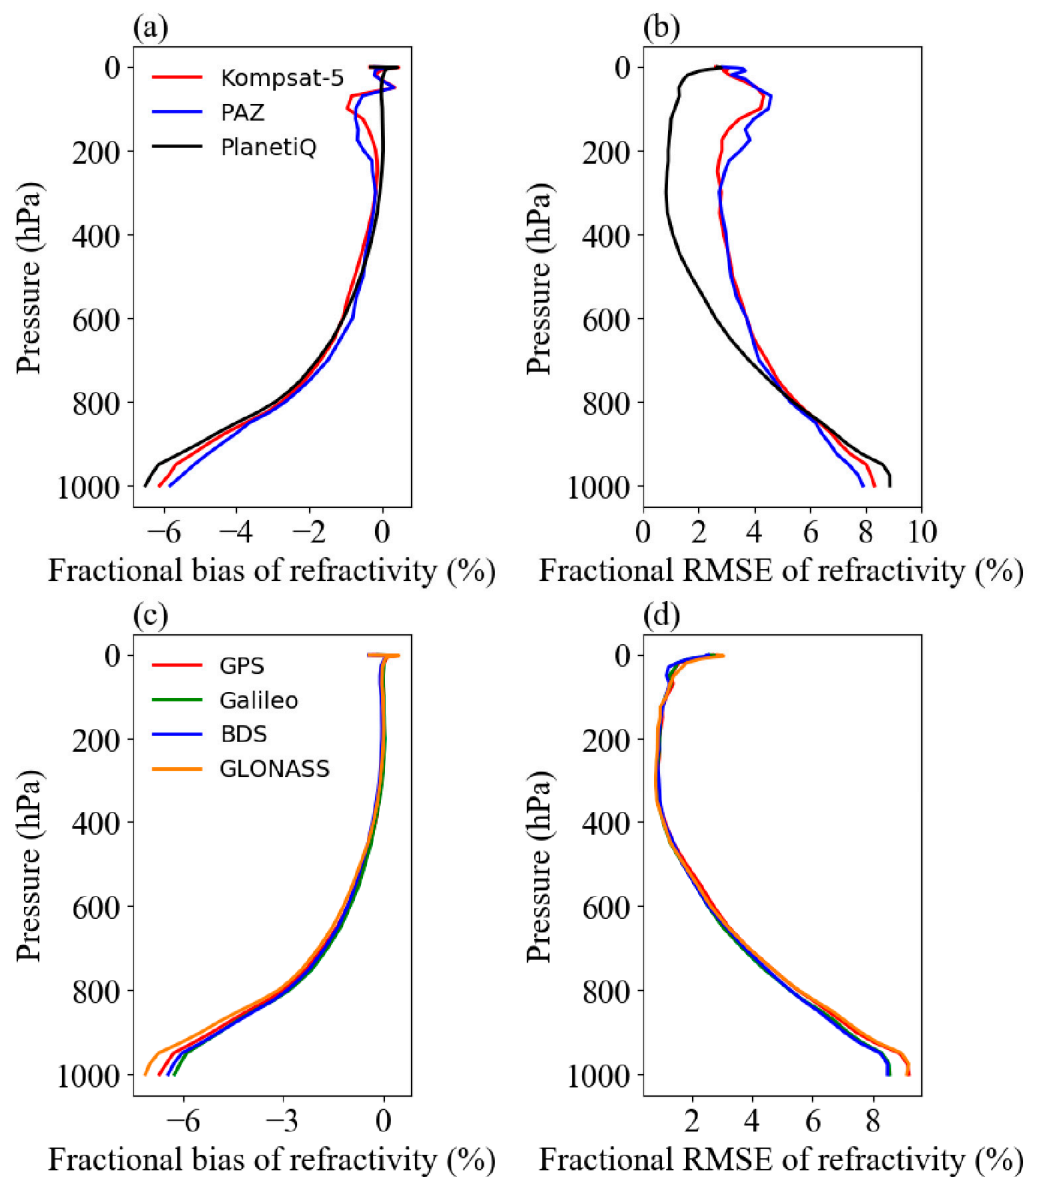 (a)
(b)
0
200
400
600
800
1000
Pressure (hPa)
Kompsat-5
PAZ
PlanetiQ
−6
−4
−2
0
Fractional bias of refractivity (%)
0
200
400
600
800
1000
Pressure (hPa)
0
2
4
6
8
10
Fractional RMSE of refractivity (%)
(c)
(d)
0
200
400
600
800
1000
Pressure (hPa)
GPS
Galileo
BDS
GLONASS
−6
−3
0
Fractional bias of refractivity (%)
0
200
400
600
800
1000
Pressure (hPa)
2
4
6
8
Fractional RMSE of refractivity (%)